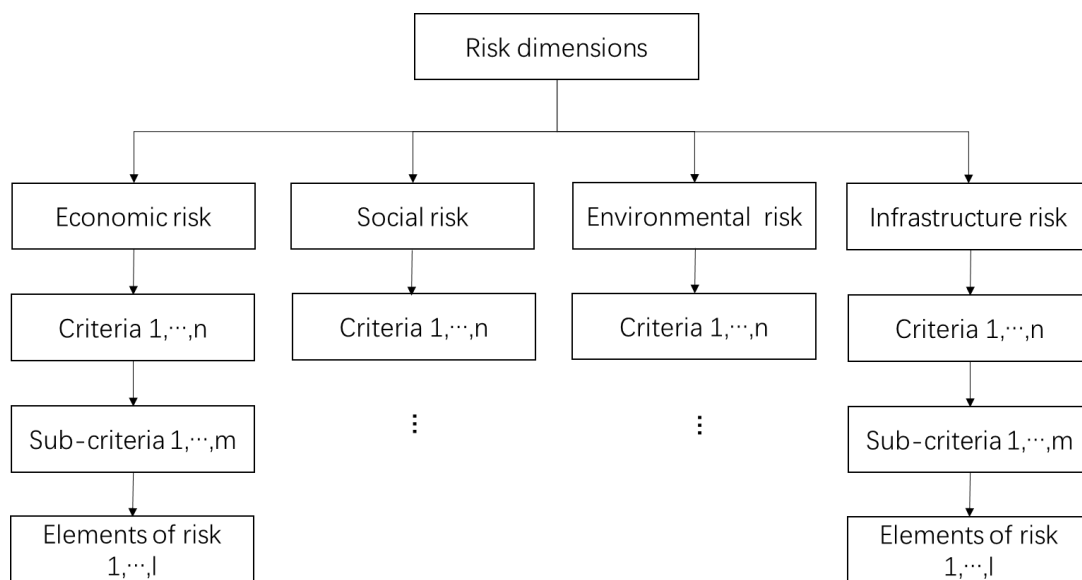 Risk dimensions
Economic risk
Social risk
Environmental risk
Infrastructure risk
Criteria 1,⋯,n
Criteria 1,⋯,n
Criteria 1,⋯,n
Criteria 1,⋯,n
⋮
⋮
Sub-criteria 1,⋯,m
Sub-criteria 1,⋯,m
Elements of risk
1,⋯,l
Elements of risk
1,⋯,l